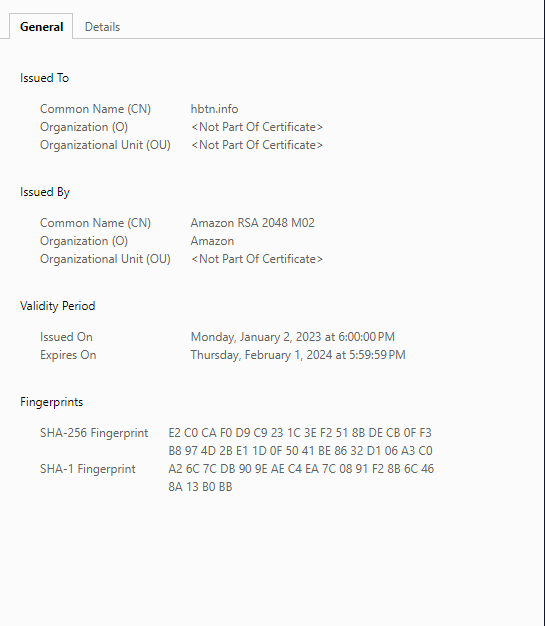 General Details
Issued To
Common Name (CN) hbtn.info
Organization (O) <Not Part Of Certificate>
Organizational Unit (OU) <Not Part Of Certificate>
Issued By
Common Name (CN) Amazon RSA 2048 M02
Organization (O) Amazon
Organizational Unit (OU) <Not Part Of Certificate>
Validity Period
Issued On Monday, January 2, 2023 at 6:00:00 PM
Expires On Thursday, February 1, 2024 at 5:59:59 PM
Fingerprints
SHA-256 Fingerprint E2 C0 CA F0 D9 C9 23 1C 3E F2 51 8B DE CB 0F F3
B8 97 4D 2B E1 1D 0F 50 41 BE 86 32 D1 06 A3 C0
SHA-1 Fingerprint A2 6C 7C DB 90 9E AE C4 EA 7C 08 91 F2 8B 6C 46
8A 13 B0 BB